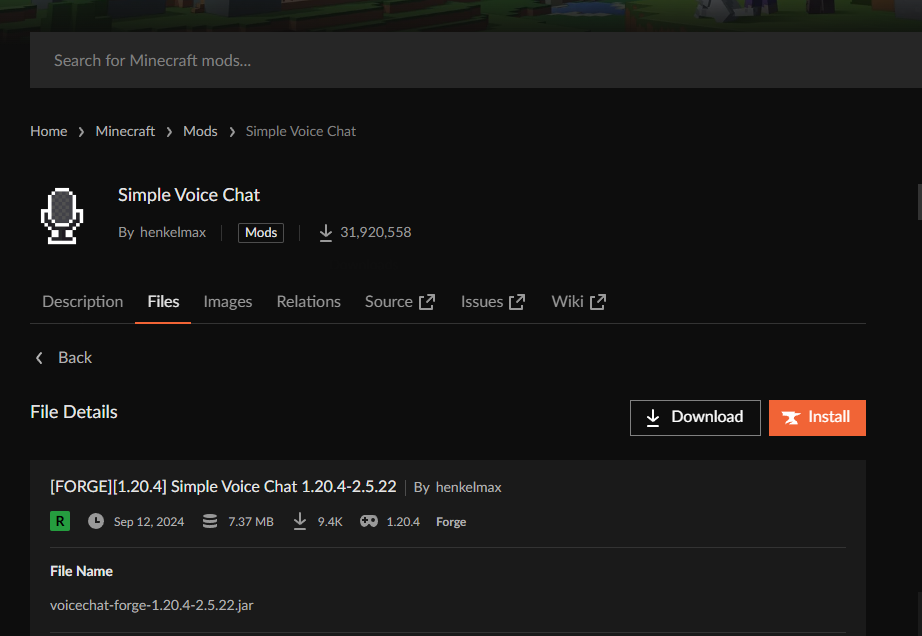 Search for Minecraft mods...
Home > Minecraft > Mods > Simple Voice Chat
Simple Voice Chat
By henkelmax Mods 31,920,558
Description Files Images Relations Source Issues Wiki
Back
File Details
Download Install
[FORGE][1.20.4] Simple Voice Chat 1.20.4-2.5.22 | By henkelmax
R Sep 12, 2024 7.37 MB 9.4K 1.20.4 Forge
File Name
voicechat-forge-1.20.4-2.5.22.jar